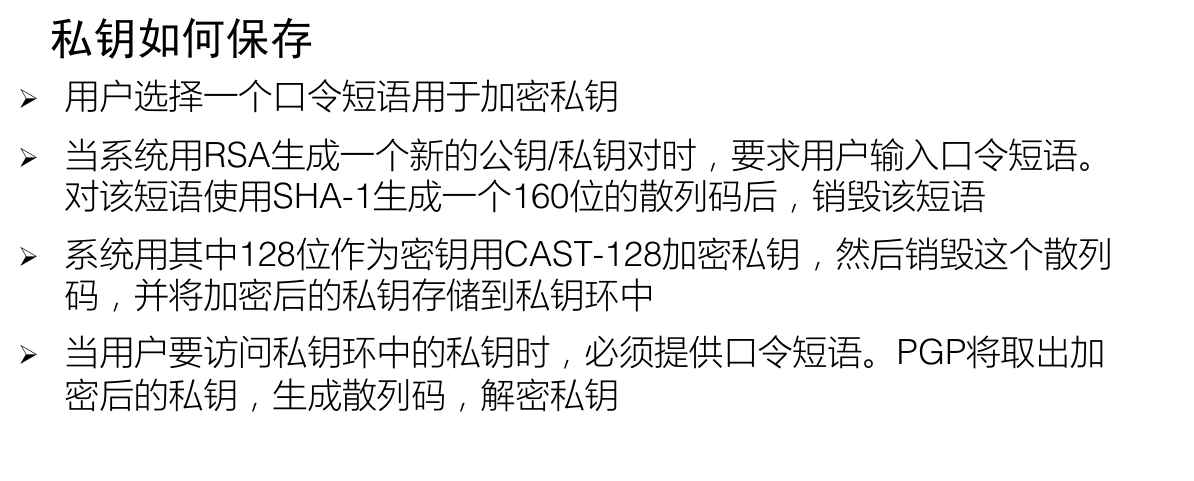 私钥如何保存
➢ 用户选择一个口令短语用于加密私钥
➢ 当系统用RSA生成一个新的公钥/私钥对时，要求用户输入口令短语。
对该短语使用SHA-1生成一个160位的散列码后，销毁该短语
➢ 系统用其中128位作为密钥用CAST-128加密私钥，然后销毁这个散列
码，并将加密后的私钥存储到私钥环中
➢ 当用户要访问私钥环中的私钥时，必须提供口令短语。PGP将取出加
密后的私钥，生成散列码，解密私钥